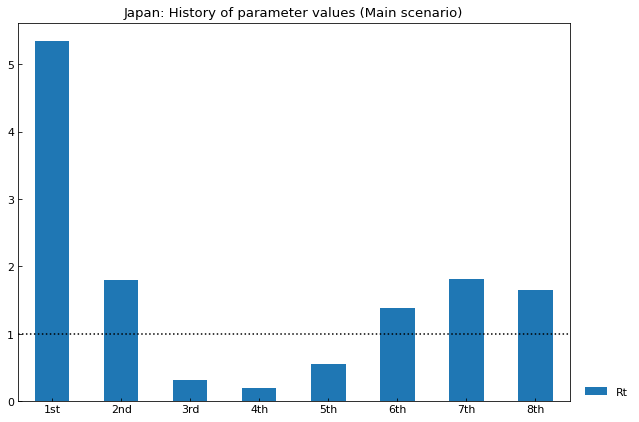 Japan: History of parameter values (Main scenario)
5
4
3
2
1
0
1st 2nd 3rd 4th 5th 6th 7th 8th
Rt